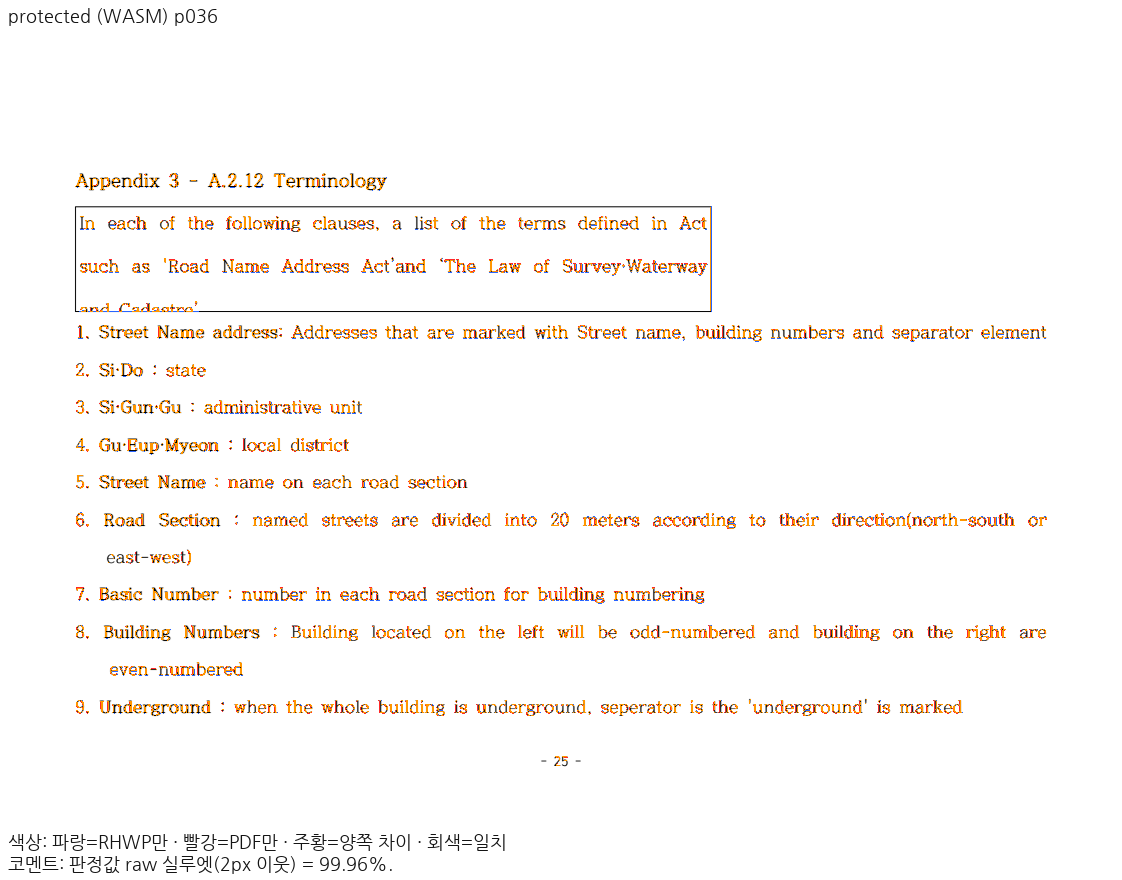 protected (WASM) p036
Appendix 3 - A.2.12 Terminology
In each of the following clauses, a list of the terms defined in Act
such as 'Road Name Address Act'and 'The Law of Survey·Waterway
and Cadastre'
1. Street Name address: Addresses that are marked with Street name, building numbers and separator element
2. Si·Do : state
3. Si·Gun·Gu : administrative unit
4. Gu·Eup·Myeon : local district
5. Street Name : name on each road section
6. Road Section : named streets are divided into 20 meters according to their direction(north-south or
east-west)
7. Basic Number : number in each road section for building numbering
8. Building Numbers : Building located on the left will be odd-numbered and building on the right are
even-numbered
9. Underground : when the whole building is underground, seperator is the 'underground' is marked
- 25 -
색상: 파랑=RHWP만 · 빨강=PDF만 · 주황=양쪽 차이 · 회색=일치
코멘트: 판정값 raw 실루엣(2px 이웃) = 99.96%.